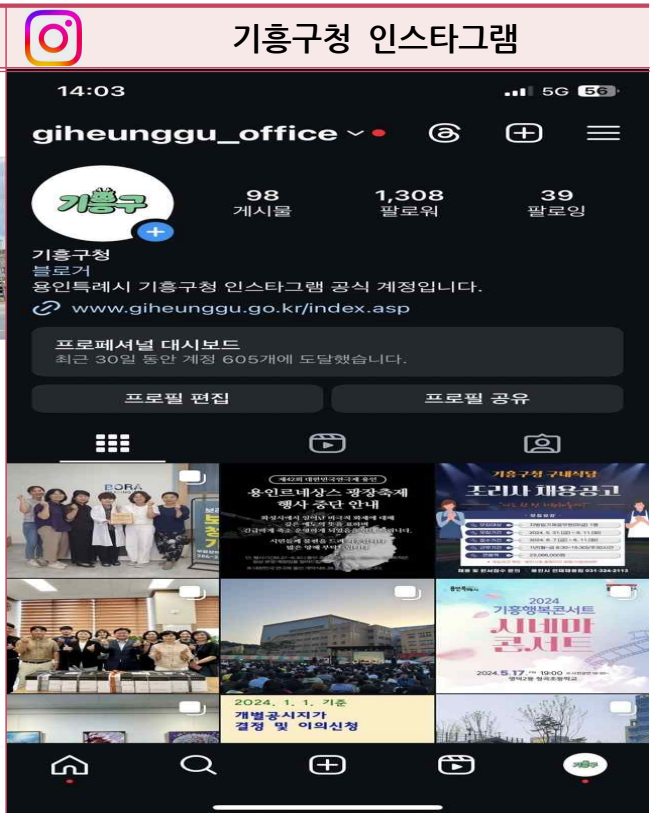 기흥구청 인스타그램
14:03
5G 56
giheunggu_office
기흥구
98
게시물
1,308
팔로워
39
팔로잉
기흥구청
블로거
용인특례시 기흥구청 인스타그램 공식 계정입니다.
www.giheunggu.go.kr/index.asp
프로페셔널 대시보드
최근 30일 동안 계정 605개에 도달했습니다.
프로필 편집
프로필 공유
BORA
제42회 대한민국연극제 용인
용인르네상스 광장축제
행사 중단 안내
기흥구청 구내식당
조리사 채용공고
2024
기흥행복콘서트
시네마
콘서트
2024.5.17. 19:00
2024. 1. 1. 기준
개별공시지가
결정 및 이의신청
기흥구